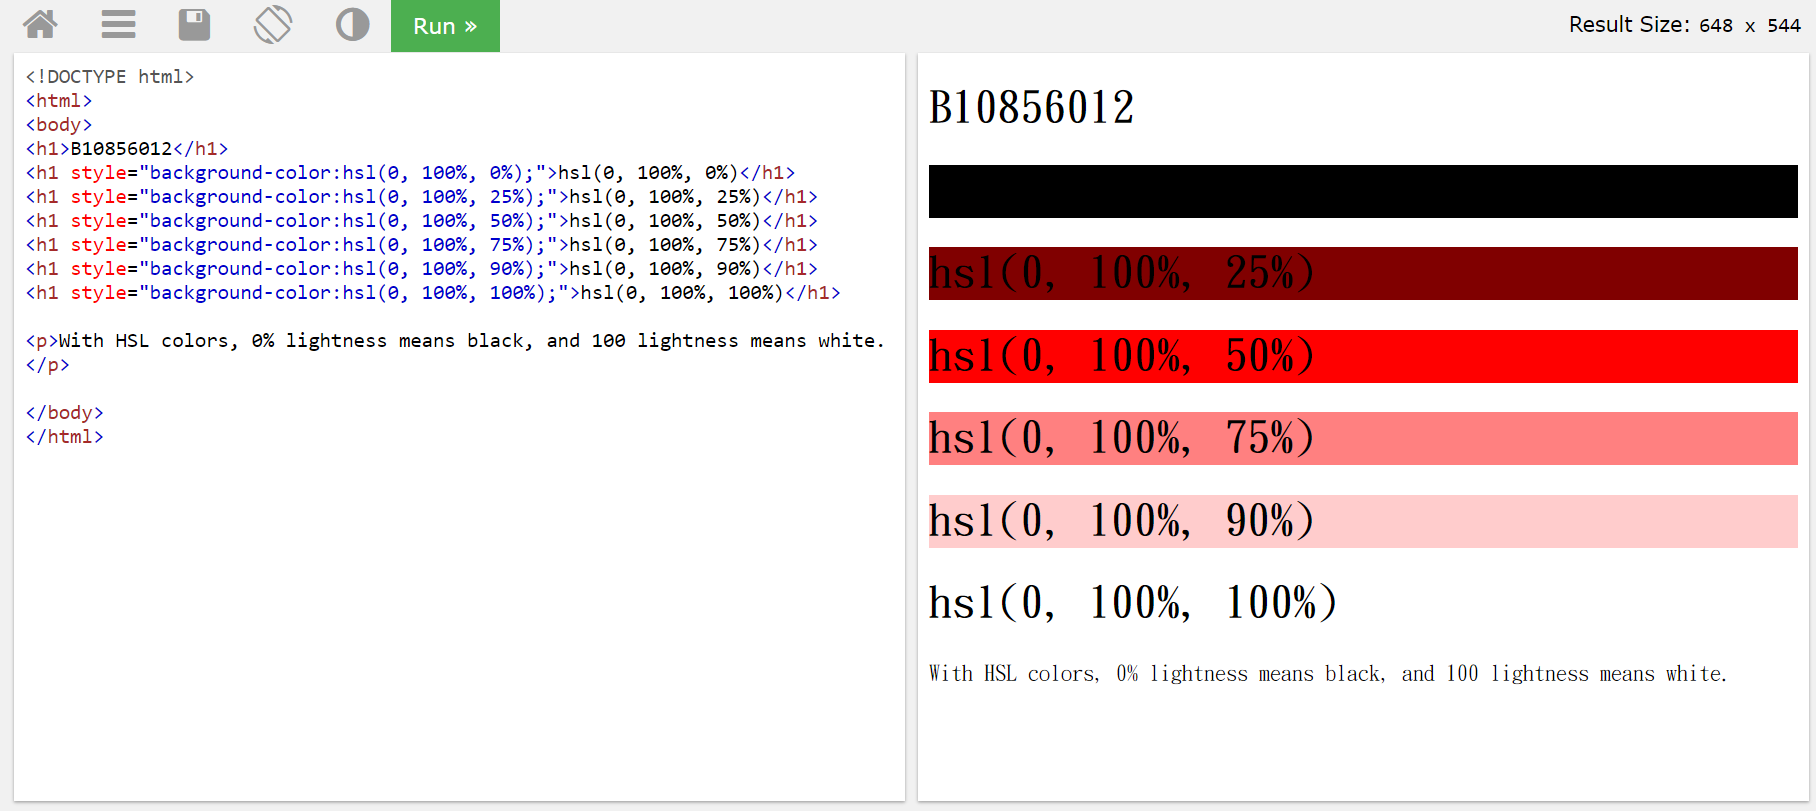 Run »
Result Size: 648 x 544
<!DOCTYPE html>
<html>
<body>
<h1>B10856012</h1>
<h1 style="background-color:hsl(0, 100%, 0%);">hsl(0, 100%, 0%)</h1>
<h1 style="background-color:hsl(0, 100%, 25%);">hsl(0, 100%, 25%)</h1>
<h1 style="background-color:hsl(0, 100%, 50%);">hsl(0, 100%, 50%)</h1>
<h1 style="background-color:hsl(0, 100%, 75%);">hsl(0, 100%, 75%)</h1>
<h1 style="background-color:hsl(0, 100%, 90%);">hsl(0, 100%, 90%)</h1>
<h1 style="background-color:hsl(0, 100%, 100%);">hsl(0, 100%, 100%)</h1>
<p>With HSL colors, 0% lightness means black, and 100 lightness means white.
</p>
</body>
</html>
B10856012
hsl(0, 100%, 25%)
hsl(0, 100%, 50%)
hsl(0, 100%, 75%)
hsl(0, 100%, 90%)
hsl(0, 100%, 100%)
With HSL colors, 0% lightness means black, and 100 lightness means white.